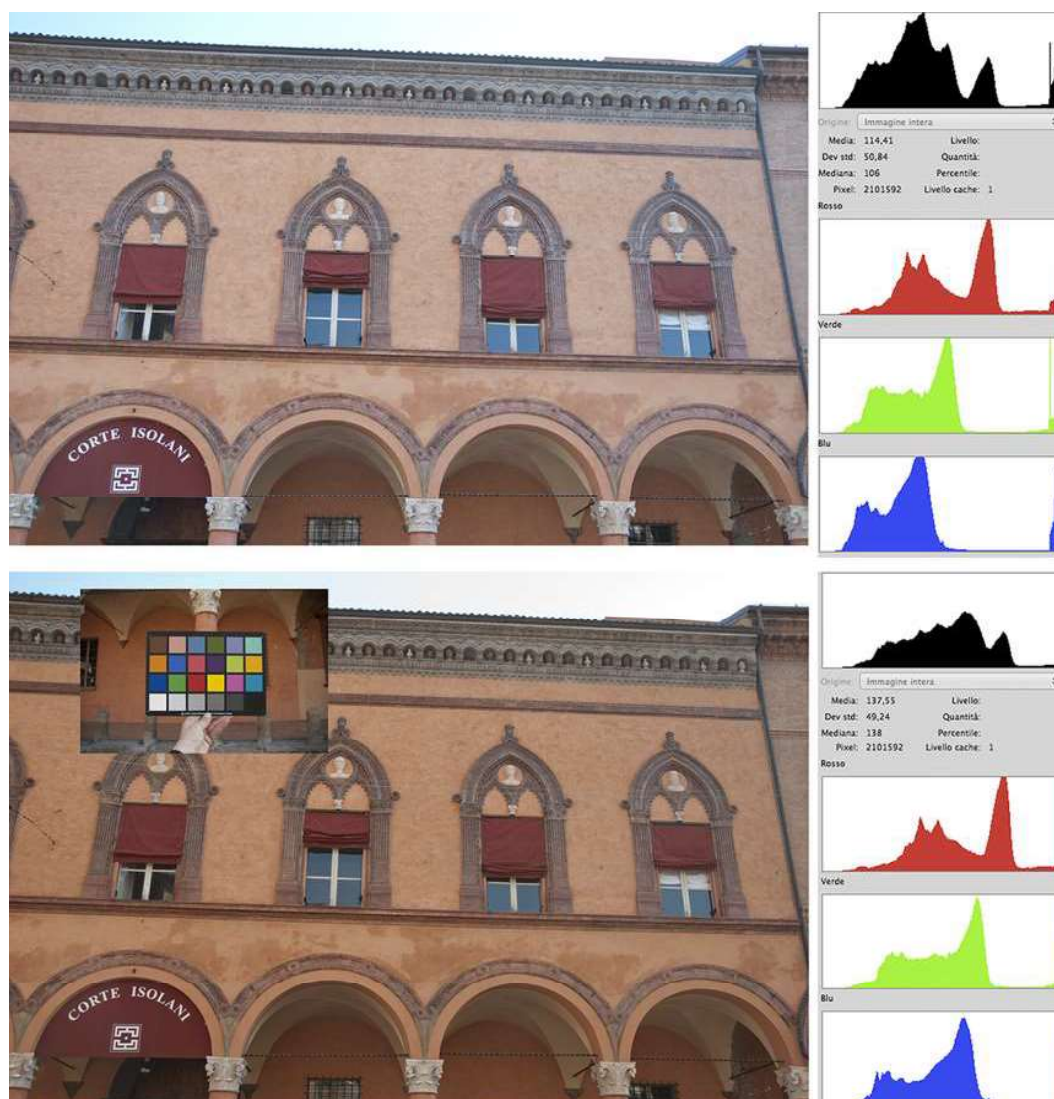 CORTE ISOLANI
Origine: Immagine intera
Media: 114,41 Livello:
Dev std: 50,84 Quantità:
Mediana: 106 Percentile:
Pixel: 2101592 Livello cache: 1
Rosso
Verde
Blu
CORTE ISOLANI
Origine: Immagine intera
Media: 137,55 Livello:
Dev std: 49,24 Quantità:
Mediana: 138 Percentile:
Pixel: 2101592 Livello cache: 1
Rosso
Verde
Blu